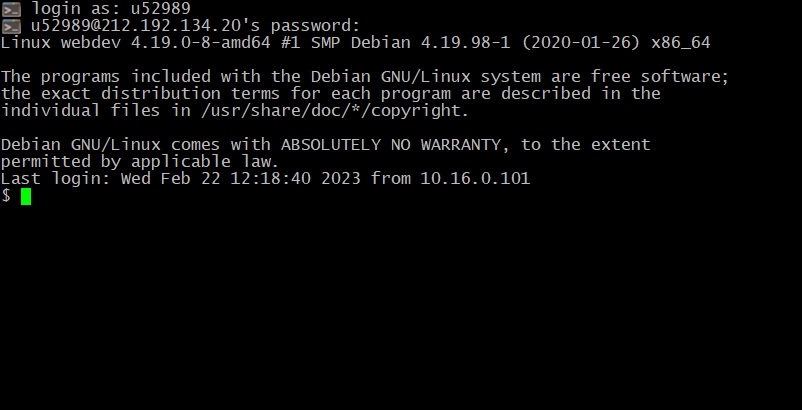 login as: u52989
u52989@212.192.134.20's password:
Linux webdev 4.19.0-8-amd64 #1 SMP Debian 4.19.98-1 (2020-01-26) x86_64
The programs included with the Debian GNU/Linux system are free software;
the exact distribution terms for each program are described in the
individual files in /usr/share/doc/*/copyright.
Debian GNU/Linux comes with ABSOLUTELY NO WARRANTY, to the extent
permitted by applicable law.
Last login: Wed Feb 22 12:18:40 2023 from 10.16.0.101
$